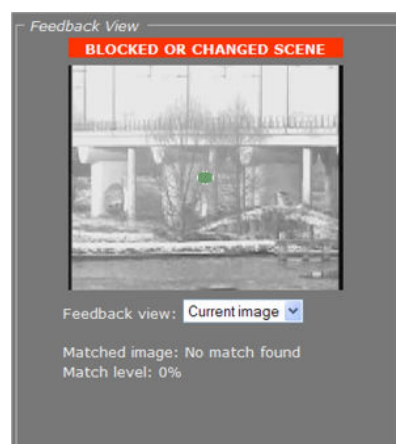 Feedback View
BLOCKED OR CHANGED SCENE
Feedback view: Current image
Matched image: No match found
Match level: 0%